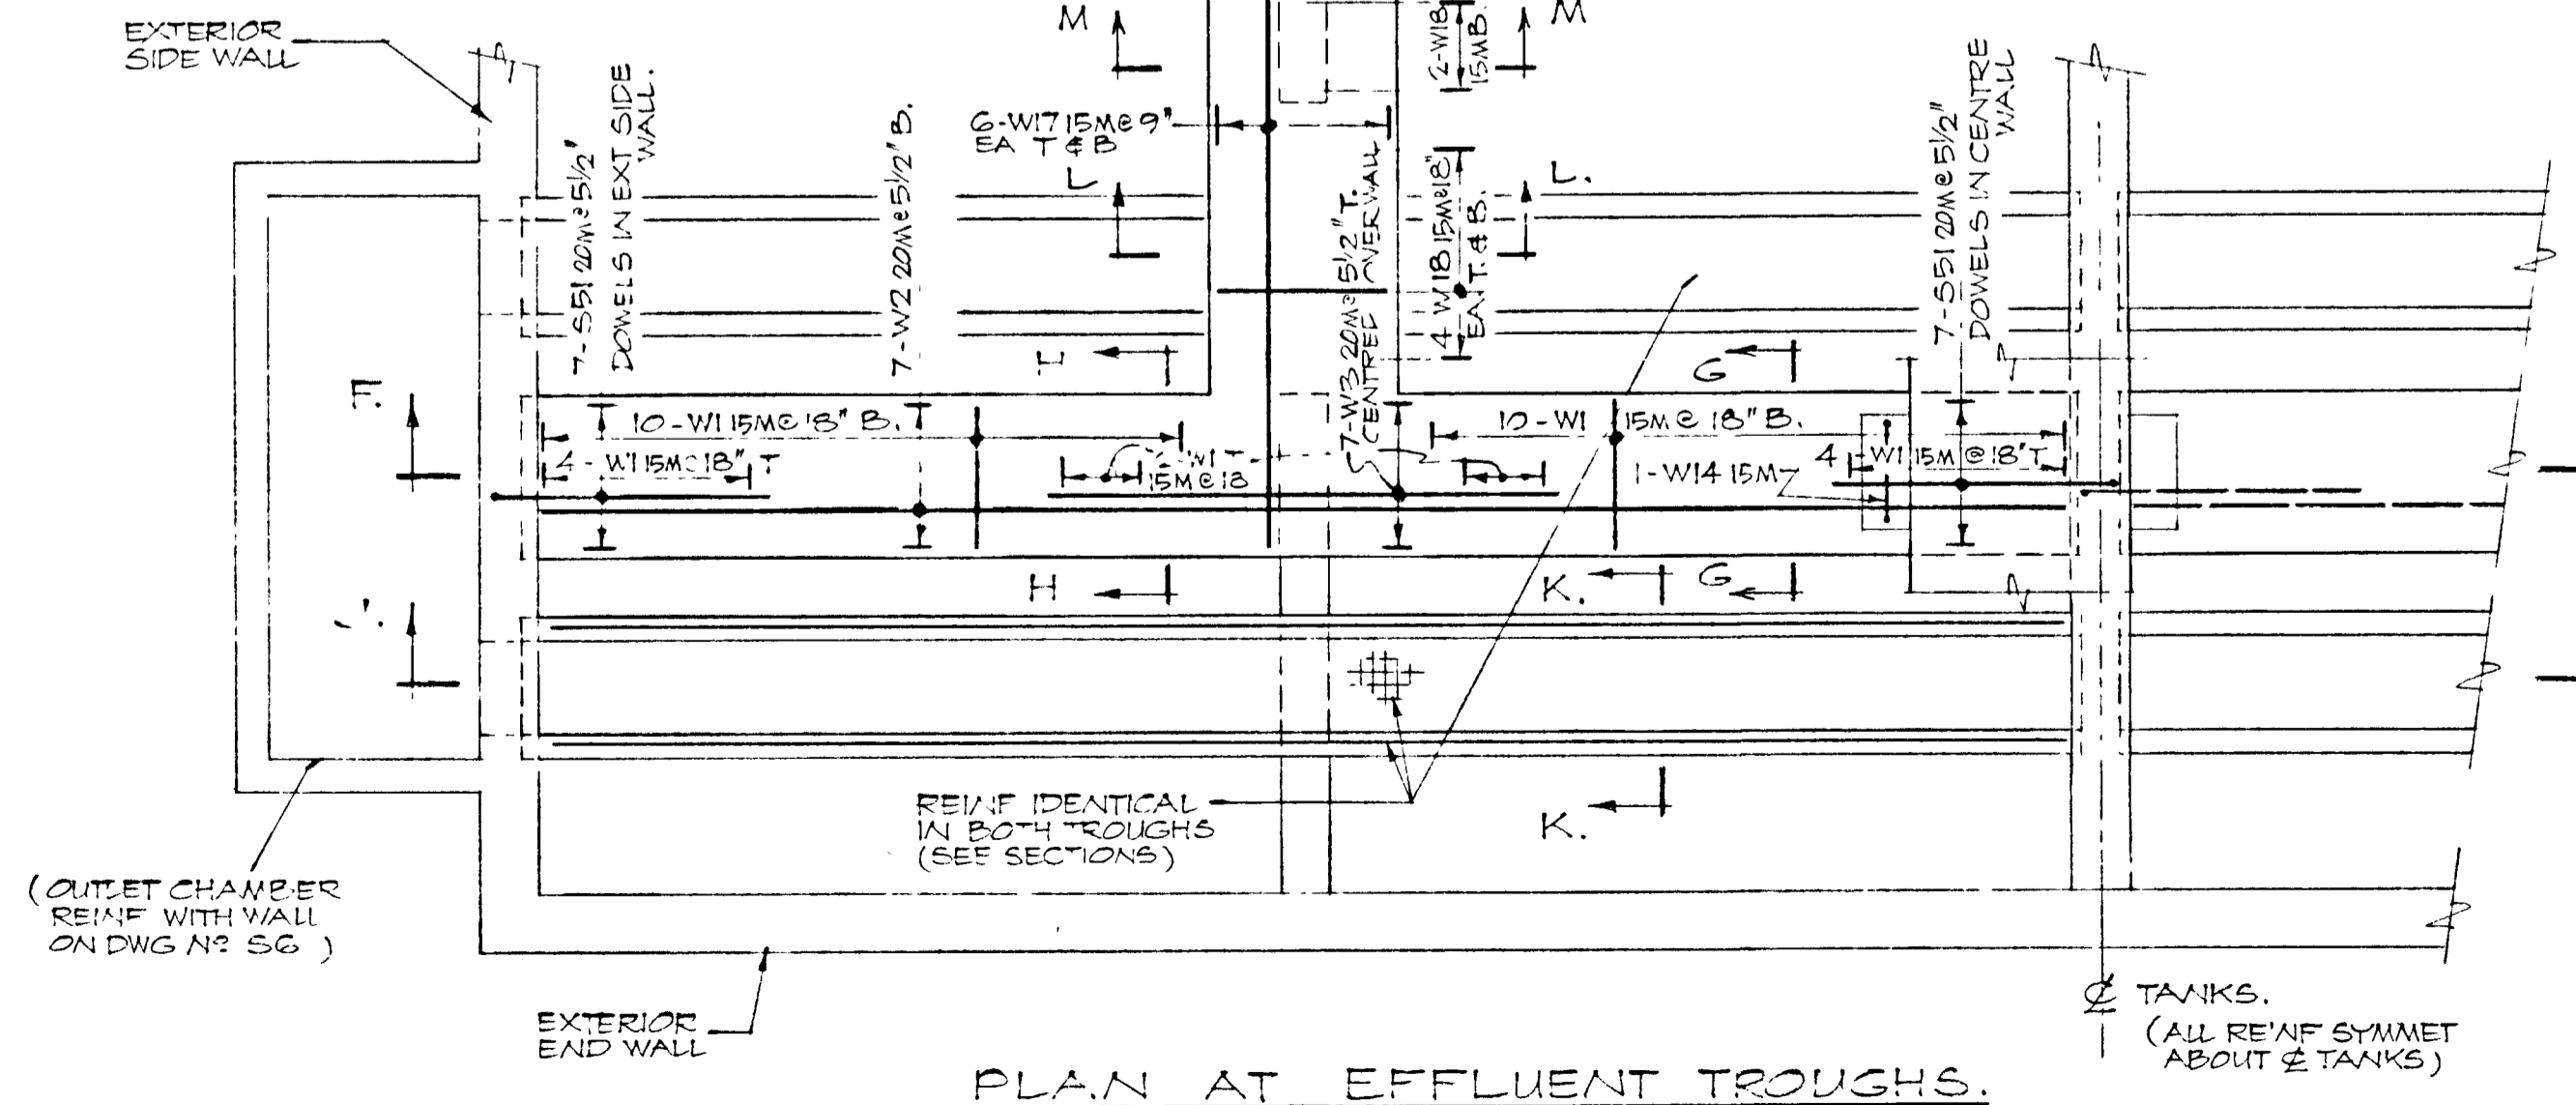 EXTERIOR
SIDE WALL
M
M
2-W18
15M B.
7-S51 20M@5½"
DOWELS IN EXT SIDE
WALL.
7-W2 20M@5½" B.
6-W17 15M@9"
EA T & B
L
L.
7-W3 20M@5½" T.
CENTRED OVER WALL
4 W18 15M@18"
EA T. & B.
7-S51 20M@5½"
DOWELS IN CENTRE
WALL
H
G
F.
10-W1 15M@18" B.
4-W1 15M@18" T
W1 T
15M@18
10-W1 15M@18" B.
1-W14 15M
4-W1 15M@18" T
H
K.
G
REINF IDENTICAL
IN BOTH TROUGHS
(SEE SECTIONS)
K.
(OUTLET CHAMBER
REINF WITH WALL
ON DWG Nº S6)
EXTERIOR
END WALL
℄ TANKS.
(ALL REINF SYMMET
ABOUT ℄ TANKS)
PLAN AT EFFLUENT TROUGHS.